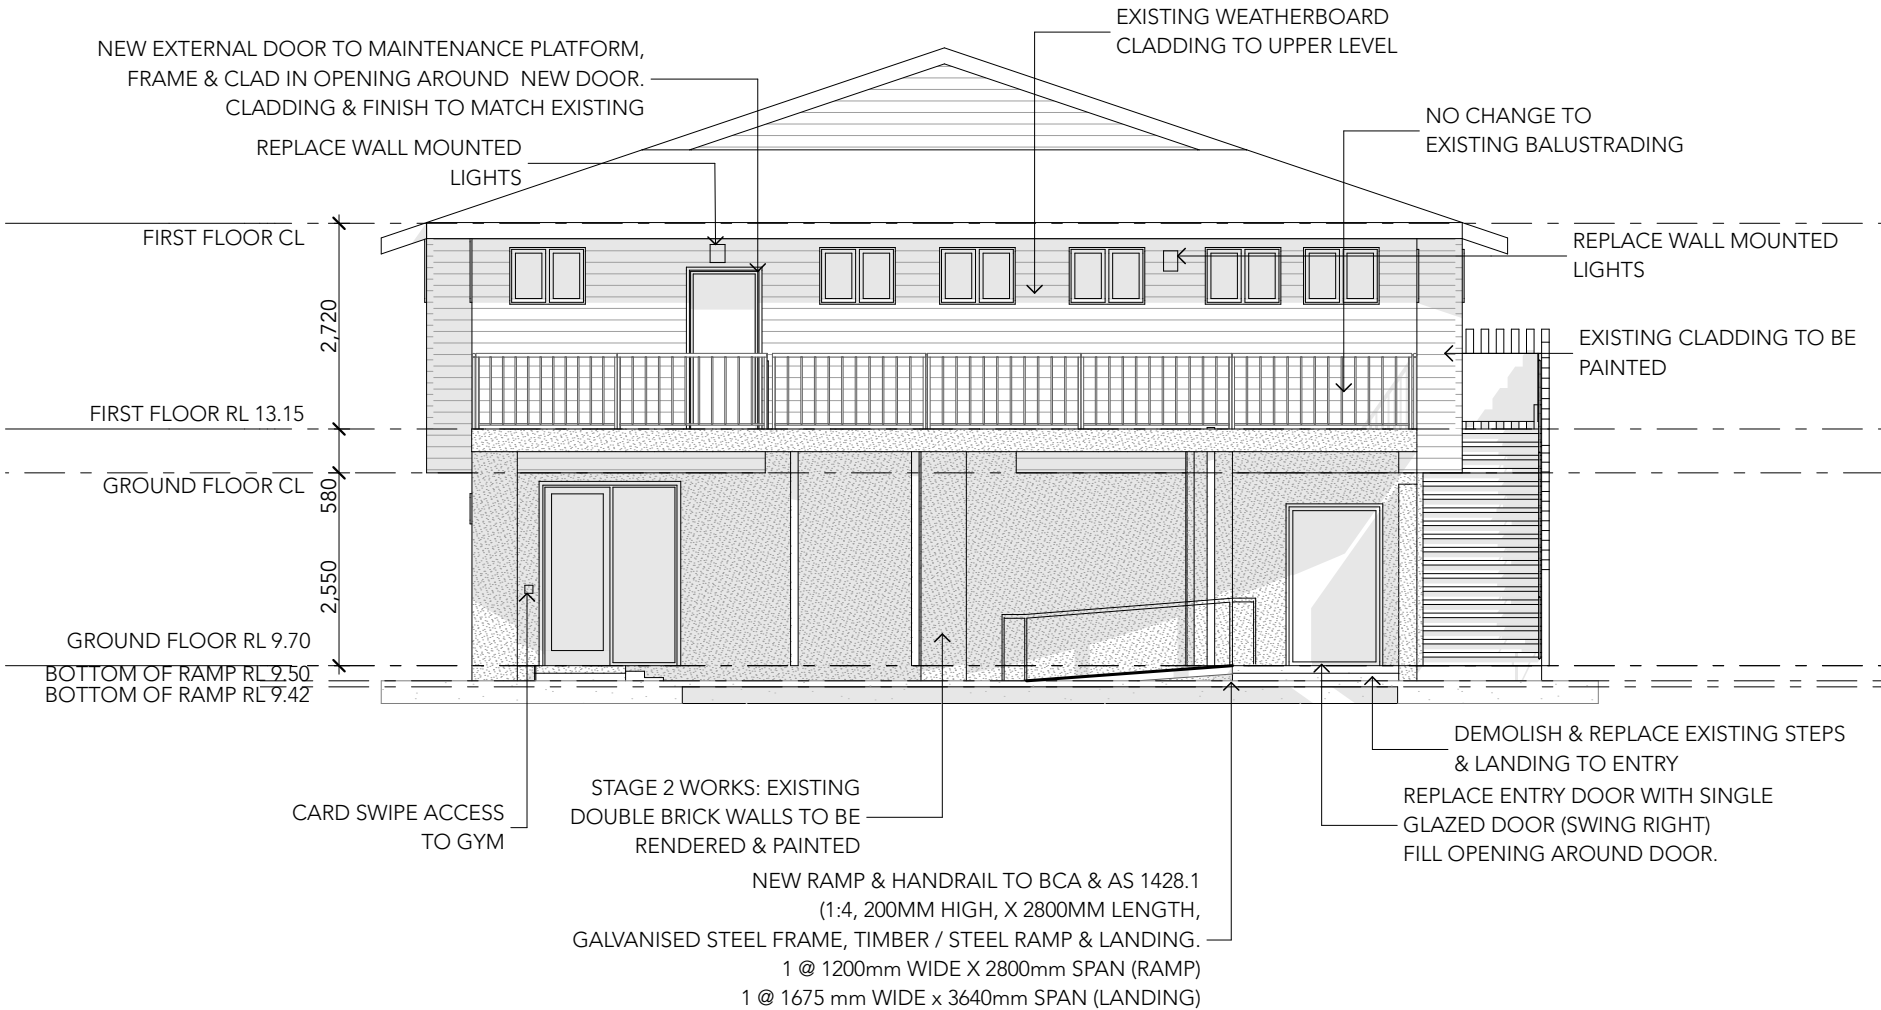 EXISTING WEATHERBOARD
CLADDING TO UPPER LEVEL
NEW EXTERNAL DOOR TO MAINTENANCE PLATFORM,
FRAME & CLAD IN OPENING AROUND NEW DOOR.
CLADDING & FINISH TO MATCH EXISTING
NO CHANGE TO
EXISTING BALUSTRADING
REPLACE WALL MOUNTED
LIGHTS
FIRST FLOOR CL
REPLACE WALL MOUNTED
LIGHTS
2,720
EXISTING CLADDING TO BE
PAINTED
FIRST FLOOR RL 13.15
GROUND FLOOR CL
580
2,550
GROUND FLOOR RL 9.70
BOTTOM OF RAMP RL 9.50
BOTTOM OF RAMP RL 9.42
DEMOLISH & REPLACE EXISTING STEPS
& LANDING TO ENTRY
STAGE 2 WORKS: EXISTING
DOUBLE BRICK WALLS TO BE
RENDERED & PAINTED
REPLACE ENTRY DOOR WITH SINGLE
GLAZED DOOR (SWING RIGHT)
FILL OPENING AROUND DOOR.
CARD SWIPE ACCESS
TO GYM
NEW RAMP & HANDRAIL TO BCA & AS 1428.1
(1:4, 200MM HIGH, X 2800MM LENGTH,
GALVANISED STEEL FRAME, TIMBER / STEEL RAMP & LANDING.
1 @ 1200mm WIDE X 2800mm SPAN (RAMP)
1 @ 1675 mm WIDE x 3640mm SPAN (LANDING)